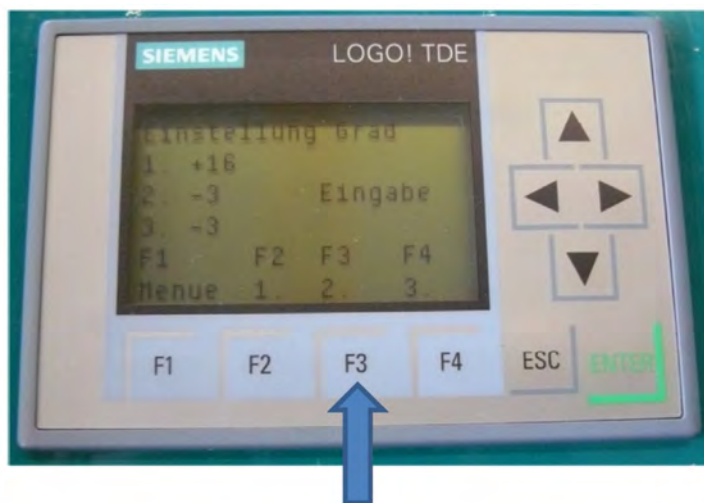 SIEMENS LOGO! TDE
Einstellung Grad
1. +16
2. -3 Eingabe
3. -3
F1 F2 F3 F4
Menue 1. 2. 3.
F1 F2 F3 F4 ESC ENTER